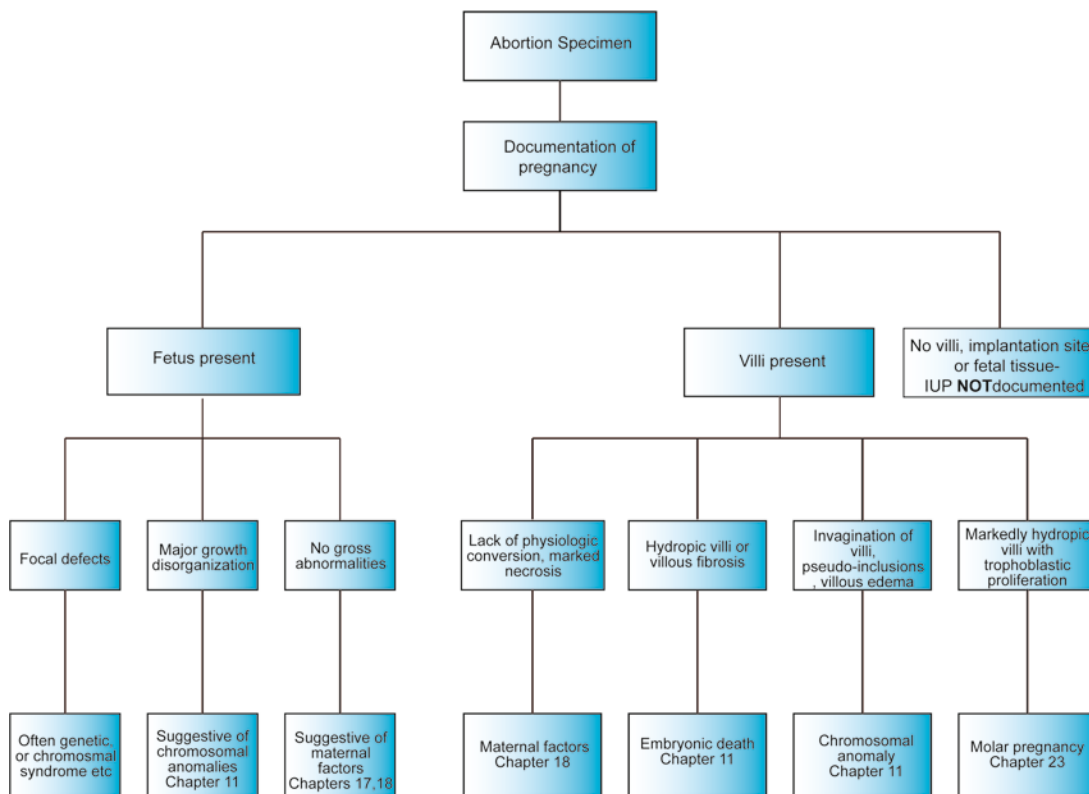 Abortion Specimen
Documentation of
pregnancy
Fetus present
Villi present
No villi, implantation site
or fetal tissue-
IUP NOTdocumented
Focal defects
Major growth
disorganization
No gross
abnormalities
Lack of physiologic
conversion, marked
necrosis
Hydropic villi or
villous fibrosis
Invagination of
villi,
pseudo-inclusions
, villous edema
Markedly hydropic
villi with
trophoblastic
proliferation
Often genetic,
or chromosmal
syndrome etc
Suggestive of
chromosomal
anomalies
Chapter 11
Suggestive of
maternal
factors
Chapters 17,18
Maternal factors
Chapter 18
Embryonic death
Chapter 11
Chromosomal
anomaly
Chapter 11
Molar pregnancy
Chapter 23